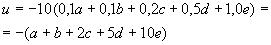 u = −10(0,1a + 0,1b + 0,2c + 0,5d + 1,0e) =
= −(a + b + 2c + 5d + 10e)